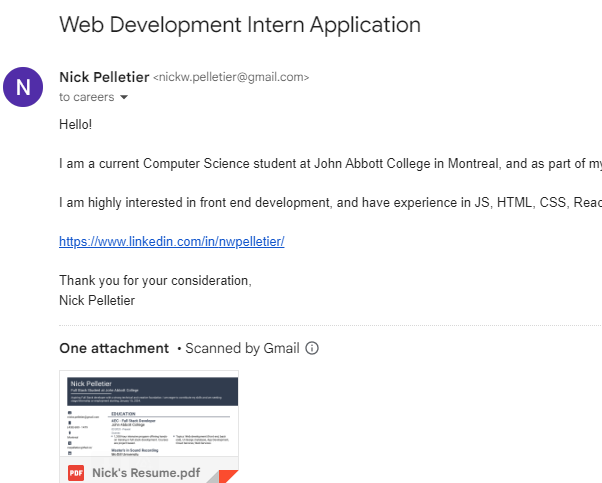 Web Development Intern Application
N
Nick Pelletier <nickw.pelletier@gmail.com>
to careers
Hello!
I am a current Computer Science student at John Abbott College in Montreal, and as part of my
I am highly interested in front end development, and have experience in JS, HTML, CSS, Reac
https://www.linkedin.com/in/nwpelletier/
Thank you for your consideration,
Nick Pelletier
One attachment • Scanned by Gmail
Nick Pelletier
Full Stack Student at John Abbott College
EDUCATION
AEC - Full Stack Developer
John Abbott College
Master's in Sound Recording
McGill University
PDF Nick's Resume.pdf